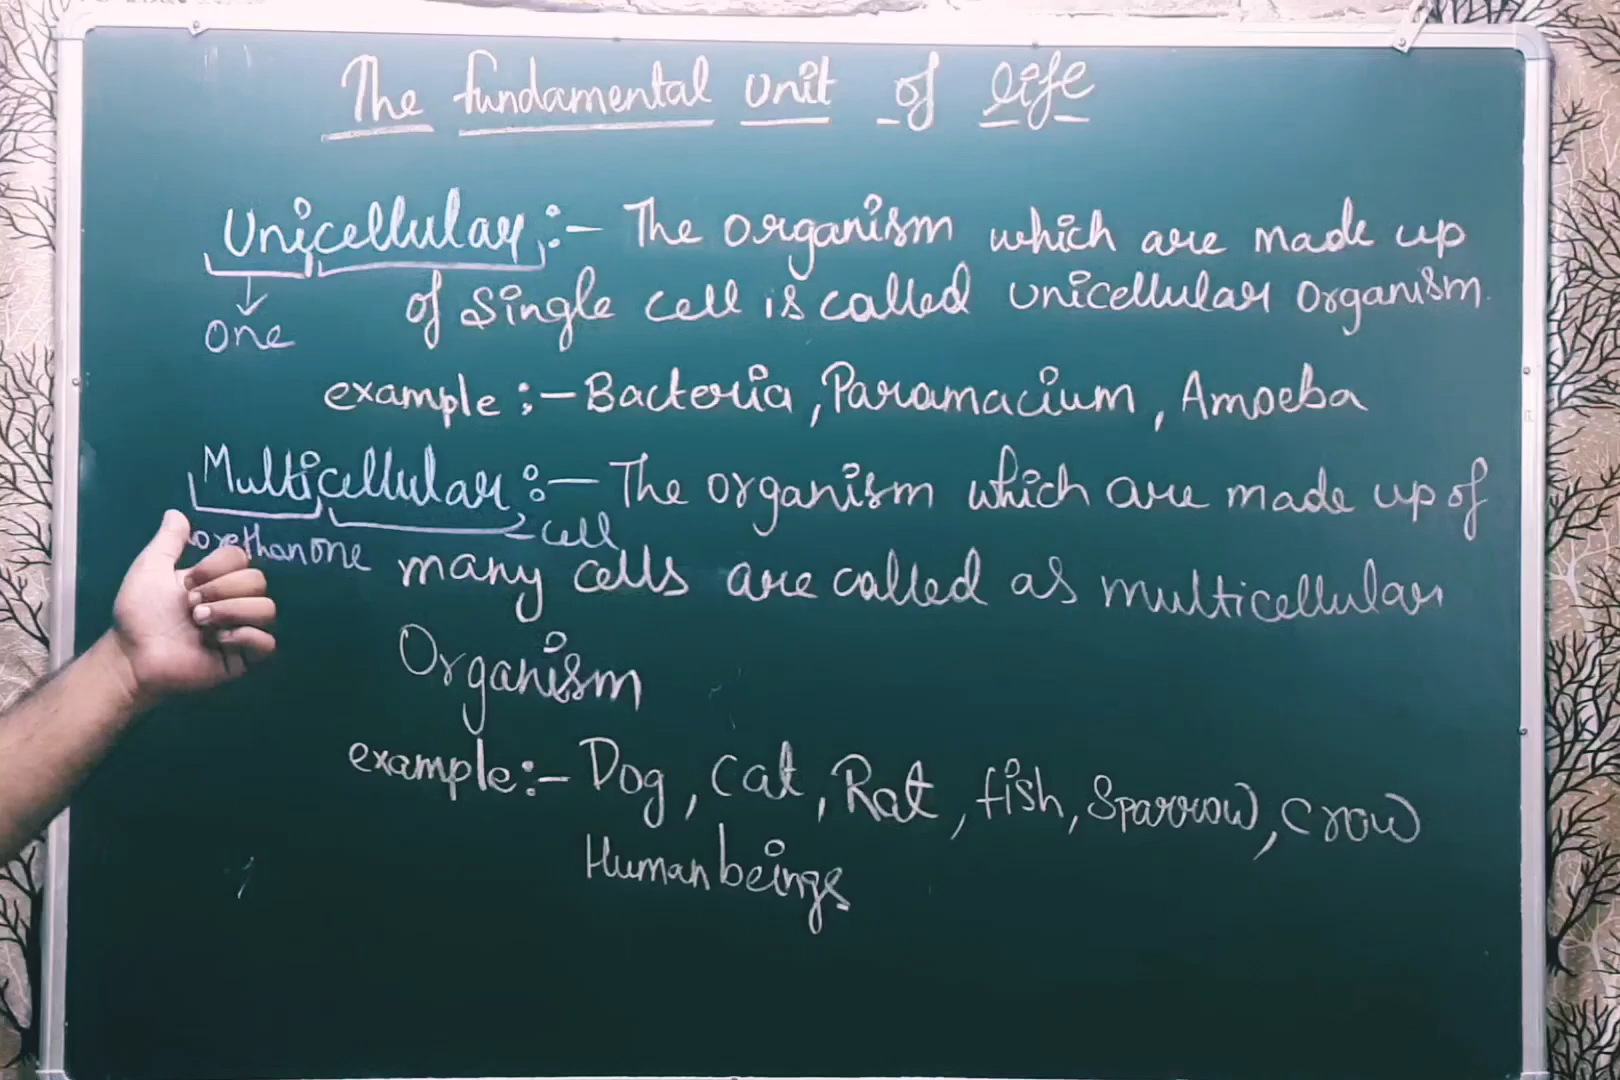 The fundamental unit of life
Unicellular :- The organism which are made up
of single cell is called unicellular organism.
one
example :- Bacteria, Paramacium, Amoeba
Multicellular :- The organism which are made up of
cell
than one
many cells are called as multicellular
Organism
example:- Dog, Cat, Rat, fish, Sparrow, Crow
Human beings